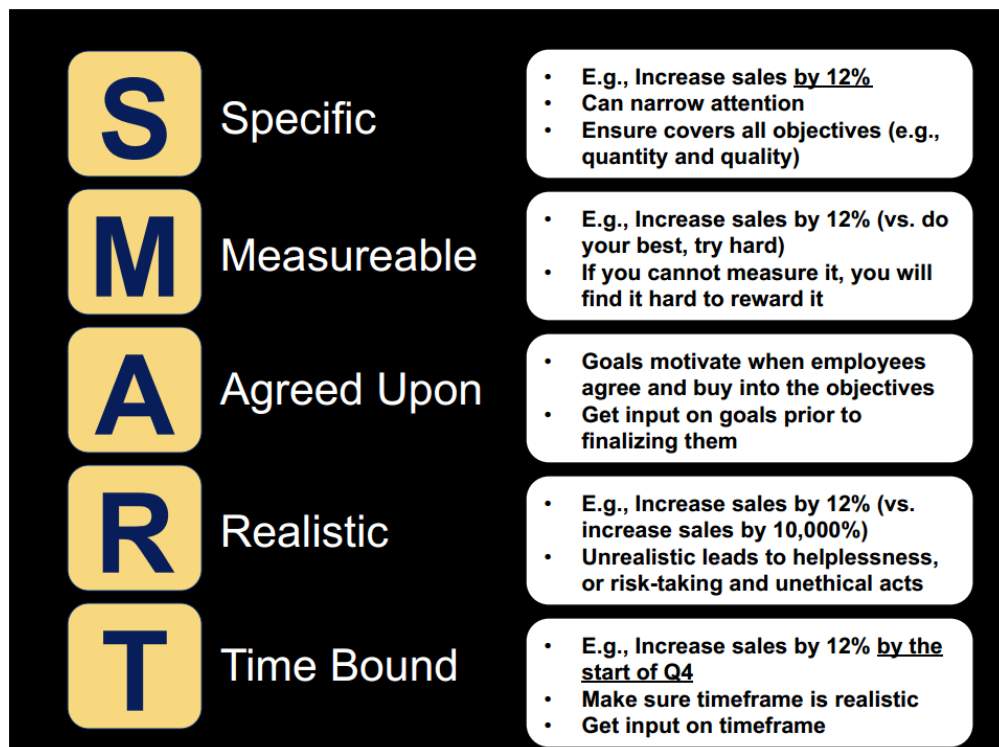 S
Specific
• E.g., Increase sales by 12%
• Can narrow attention
• Ensure covers all objectives (e.g.,
quantity and quality)
M
Measureable
• E.g., Increase sales by 12% (vs. do
your best, try hard)
• If you cannot measure it, you will
find it hard to reward it
A
Agreed Upon
• Goals motivate when employees
agree and buy into the objectives
• Get input on goals prior to
finalizing them
R
Realistic
• E.g., Increase sales by 12% (vs.
increase sales by 10,000%)
• Unrealistic leads to helplessness,
or risk-taking and unethical acts
T
Time Bound
• E.g., Increase sales by 12% by the
start of Q4
• Make sure timeframe is realistic
• Get input on timeframe